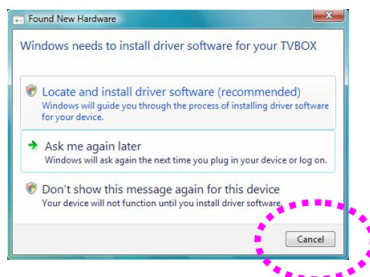 Found New Hardware
Windows needs to install driver software for your TVBOX
Locate and install driver software (recommended)
Windows will guide you through the process of installing driver software
for your device.
Ask me again later
Windows will ask again the next time you plug in your device or log on.
Don't show this message again for this device
Your device will not function until you install driver software.
Cancel